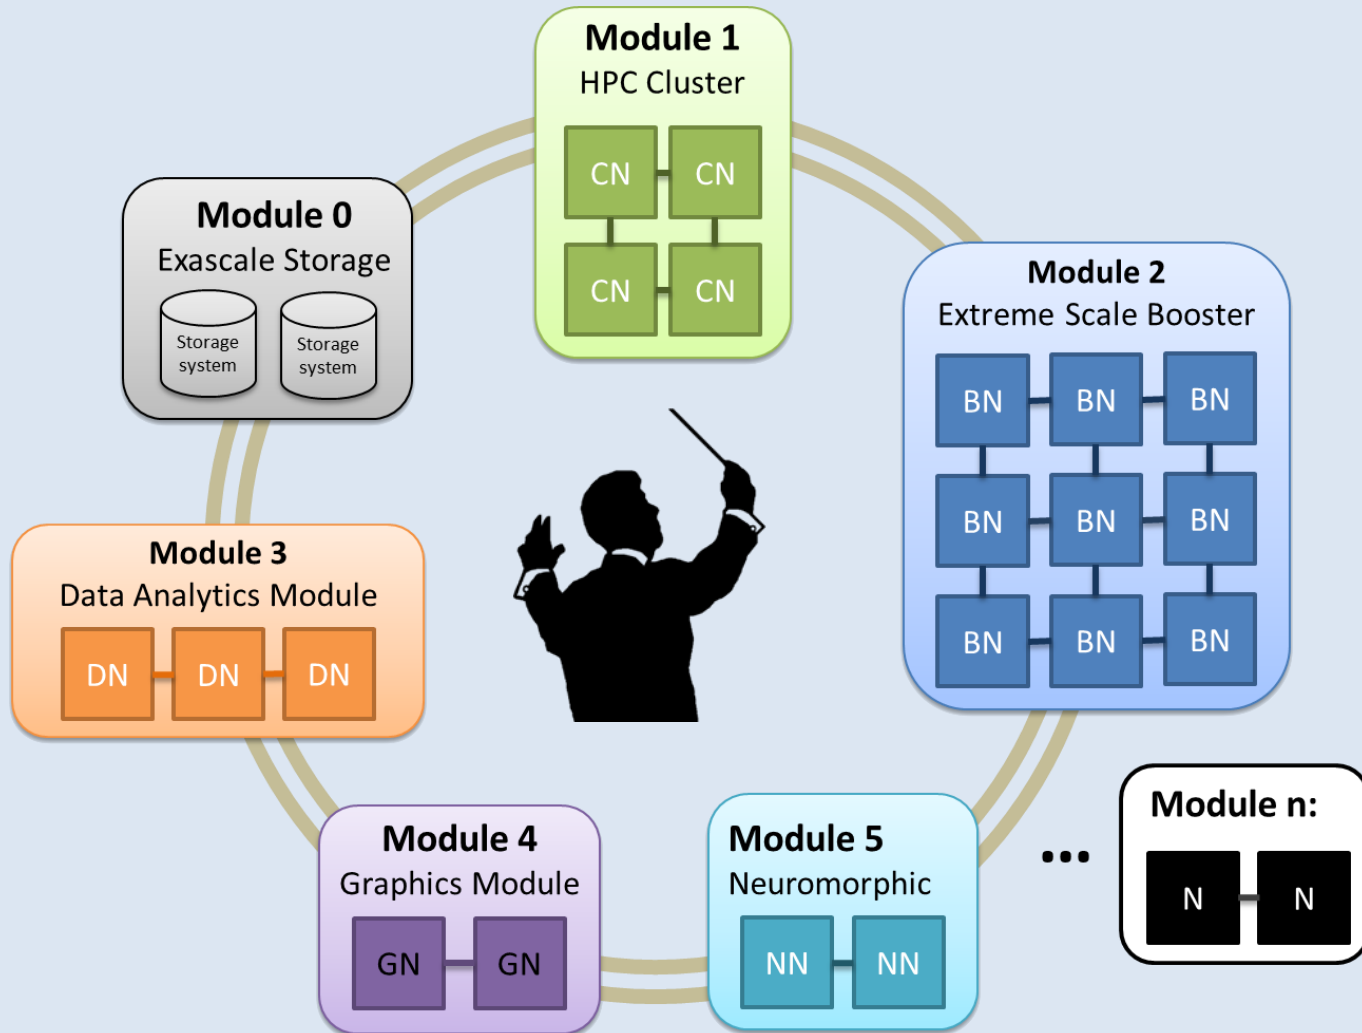 Module 1
HPC Cluster
CN CN
CN CN
Module 0
Exascale Storage
Storage system
Storage system
Module 2
Extreme Scale Booster
BN BN BN
BN BN BN
BN BN BN
Module 3
Data Analytics Module
DN DN DN
Module 4
Graphics Module
GN GN
Module 5
Neuromorphic
NN NN
...
Module n:
N N